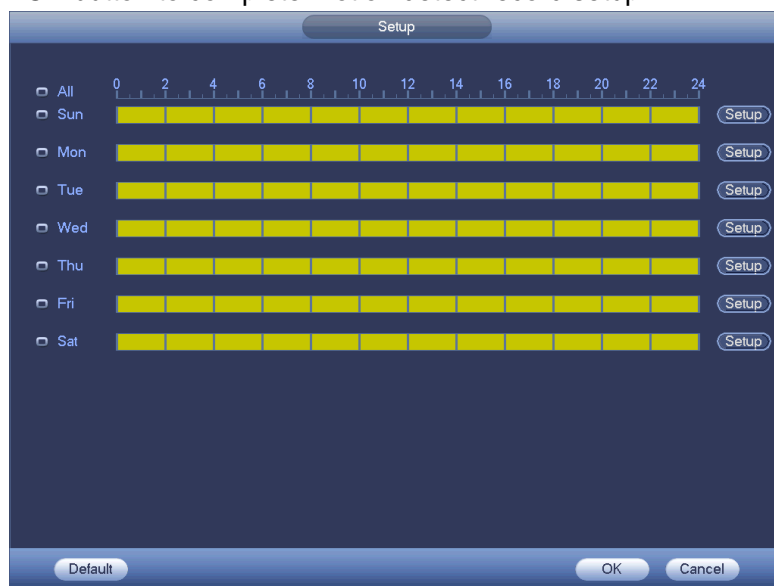 Setup
All 0 2 4 6 8 10 12 14 16 18 20 22 24
Sun Setup
Mon Setup
Tue Setup
Wed Setup
Thu Setup
Fri Setup
Sat Setup
Default OK Cancel